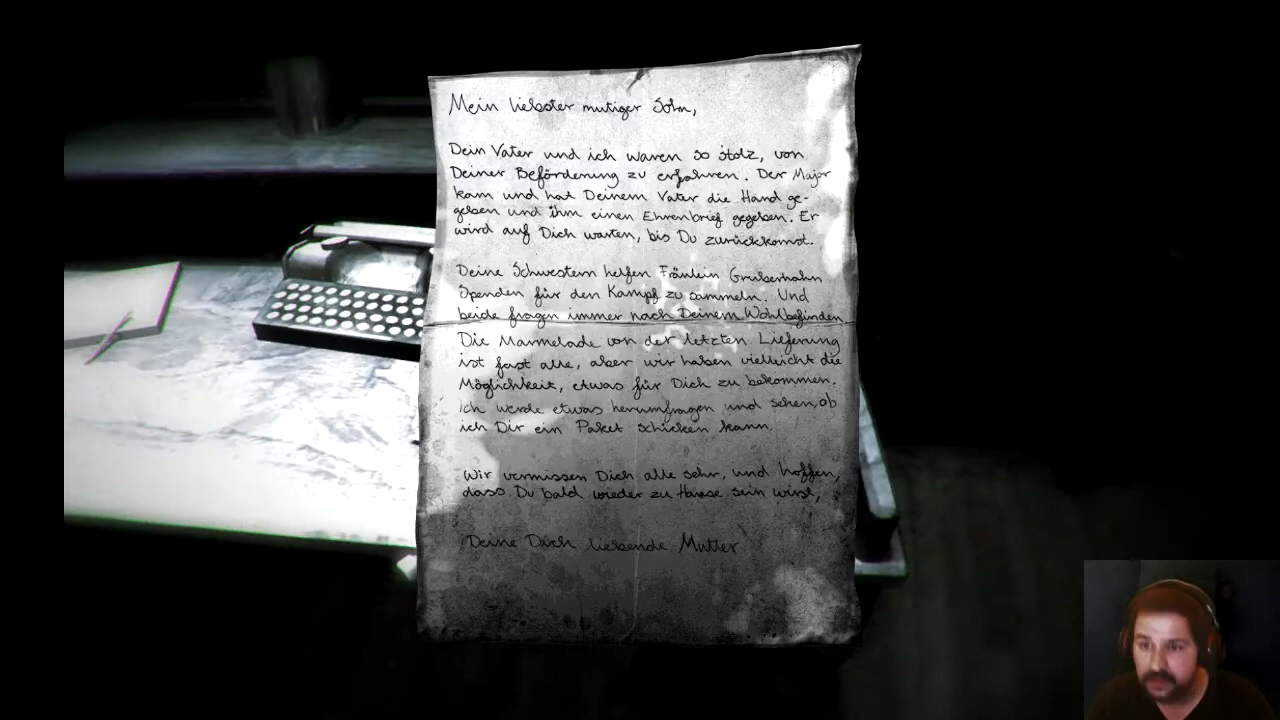 Mein liebster mutiger Sohn,
Dein Vater und ich waren so stolz, von
Deiner Beförderung zu erfahren. Der Major
kam und hat Deinem Vater die Hand ge-
geben und ihm einen Ehrenbrief gegeben. Er
wird auf Dich warten, bis Du zurückkomst.
Deine Schwestern helfen Fräulein Gruberhahn
Spenden für den Kampf zu sammeln. Und
beide fragen immer nach Deinem Wohlbefinden
Die Marmelade von der letzten Lieferung
ist fast alle, aber wir haben vielleicht die
Möglichkeit, etwas für Dich zu bekommen.
Ich werde etwas herumfragen und sehen, ob
ich Dir ein Paket schicken kann.
Wir vermissen Dich alle sehr, und hoffen,
dass Du bald wieder zu Hause sein wirst,
Deine Dich liebende Mutter